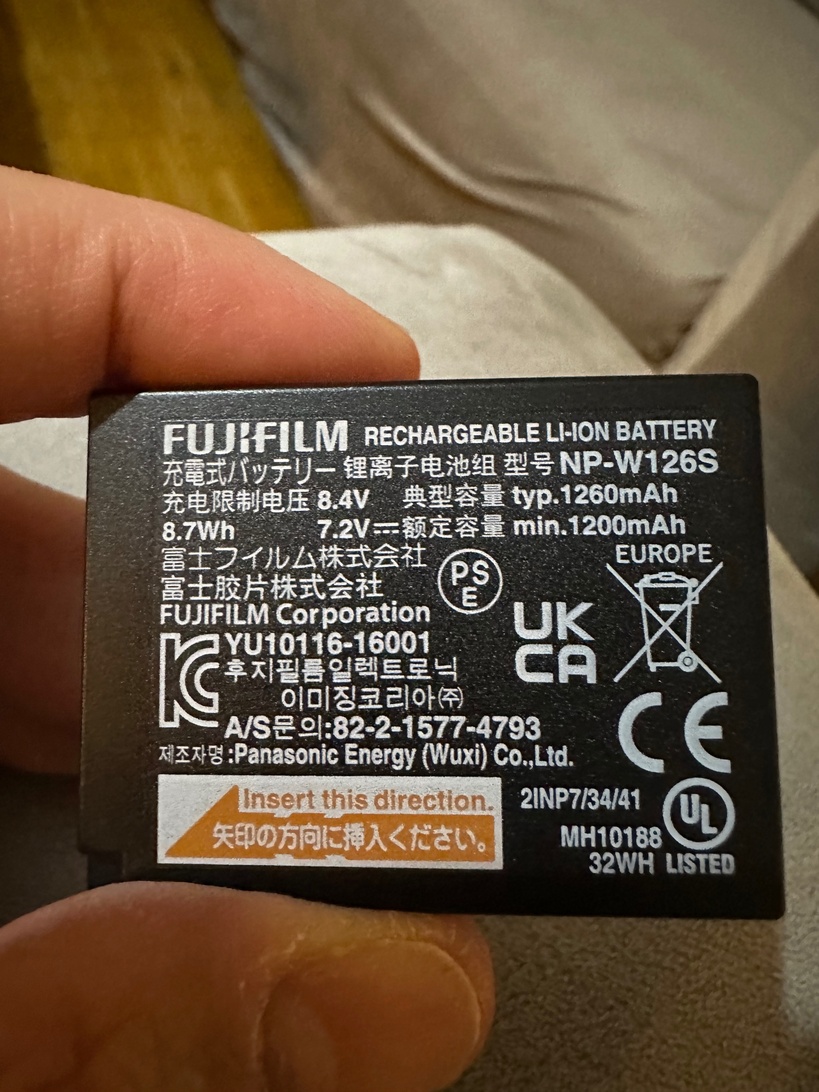 FUJIFILM RECHARGEABLE LI-ION BATTERY
充電式バッテリー 锂离子电池组 型号 NP-W126S
充电限制电压 8.4V 典型容量 typ.1260mAh
8.7Wh 7.2V⎓额定容量 min.1200mAh
富士フイルム株式会社
富士胶片株式会社
FUJIFILM Corporation
PS
E
EUROPE
UK
CA
YU10116-16001
후지필름일렉트로닉
이미징코리아㈜
A/S문의:82-2-1577-4793
제조자명:Panasonic Energy (Wuxi) Co.,Ltd.
CE
Insert this direction.
矢印の方向に挿入ください。
2INP7/34/41
UL
MH10188
32WH LISTED